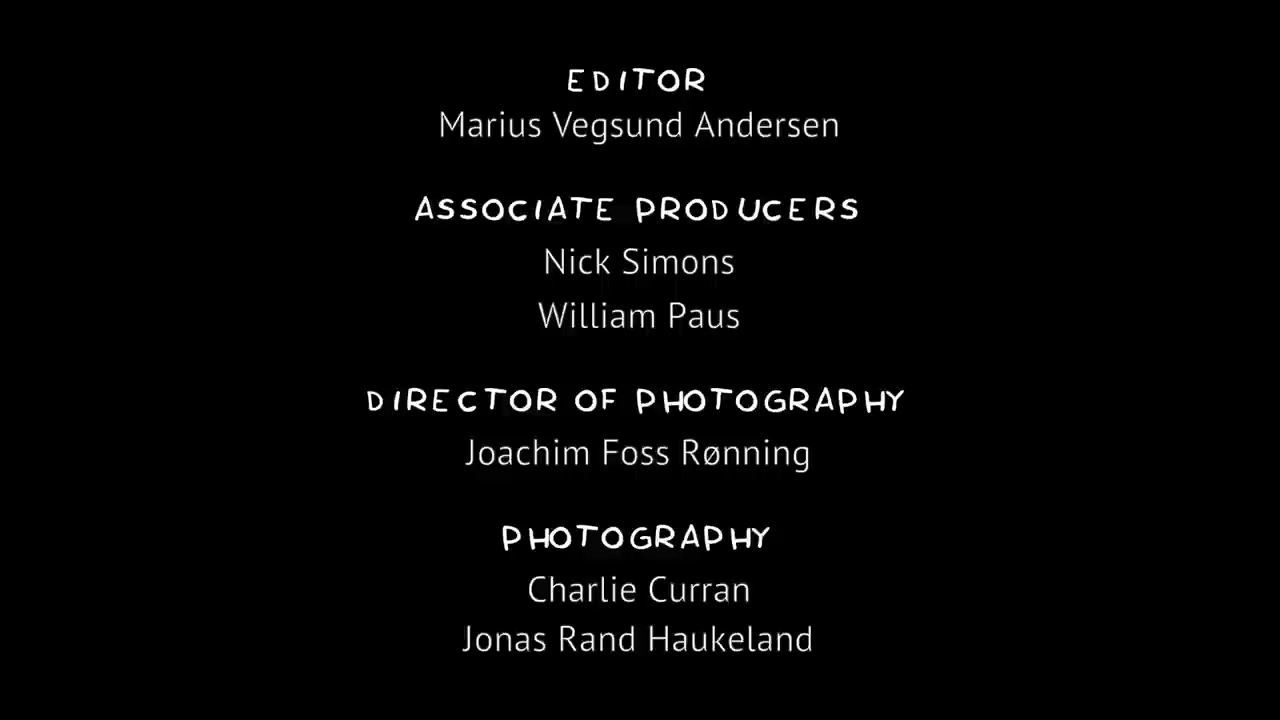 EDITOR
Marius Vegsund Andersen
ASSOCIATE PRODUCERS
Nick Simons
William Paus
DIRECTOR OF PHOTOGRAPHY
Joachim Foss Rønning
PHOTOGRAPHY
Charlie Curran
Jonas Rand Haukeland